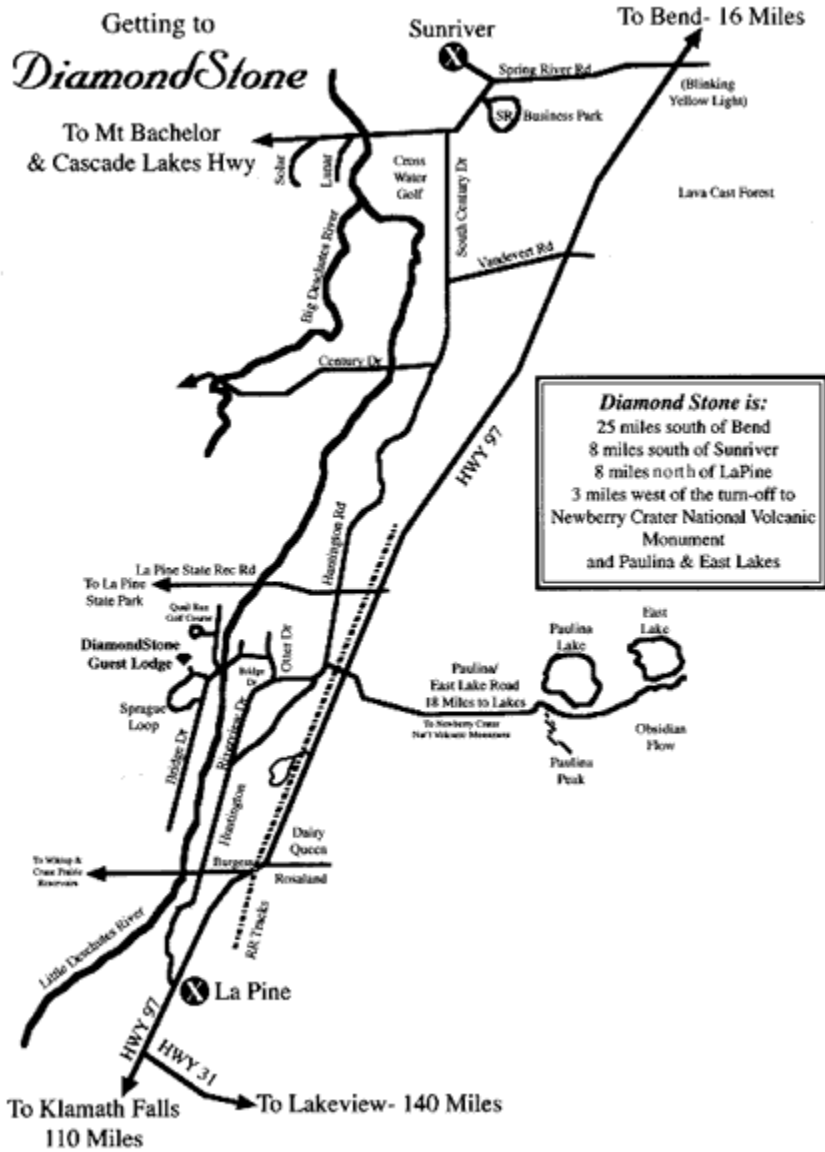 Getting to
DiamondStone
Sunriver
X
To Bend- 16 Miles
Spring River Rd
(Blinking
Yellow Light)
SR Business Park
To Mt Bachelor
& Cascade Lakes Hwy
Solar
Lunar
Cross
Water
Golf
South Century Dr
Lava Cast Forest
Vandevert Rd
Big Deschutes River
Century Dr
HWY 97
Diamond Stone is:
25 miles south of Bend
8 miles south of Sunriver
8 miles north of LaPine
3 miles west of the turn-off to
Newberry Crater National Volcanic
Monument
and Paulina & East Lakes
Huntington Rd
La Pine State Rec Rd
To La Pine
State Park
Quail Run
Golf Course
DiamondStone
Guest Lodge
Bridge
Dr
Other Dr
Sprague
Loop
Bridge Dr
Riverview Dr
Paulina/
East Lake Road
18 Miles to Lakes
To Newberry Crater
Nat'l Volcanic Monument
Paulina
Lake
East
Lake
Paulina
Peak
Obsidian
Flow
Huntington
Dairy
Queen
Burgess
Rosaland
To Wikiup &
Crane Prairie
Reservoirs
RR Tracks
Little Deschutes River
X La Pine
HWY 97
HWY 31
To Klamath Falls
110 Miles
To Lakeview- 140 Miles